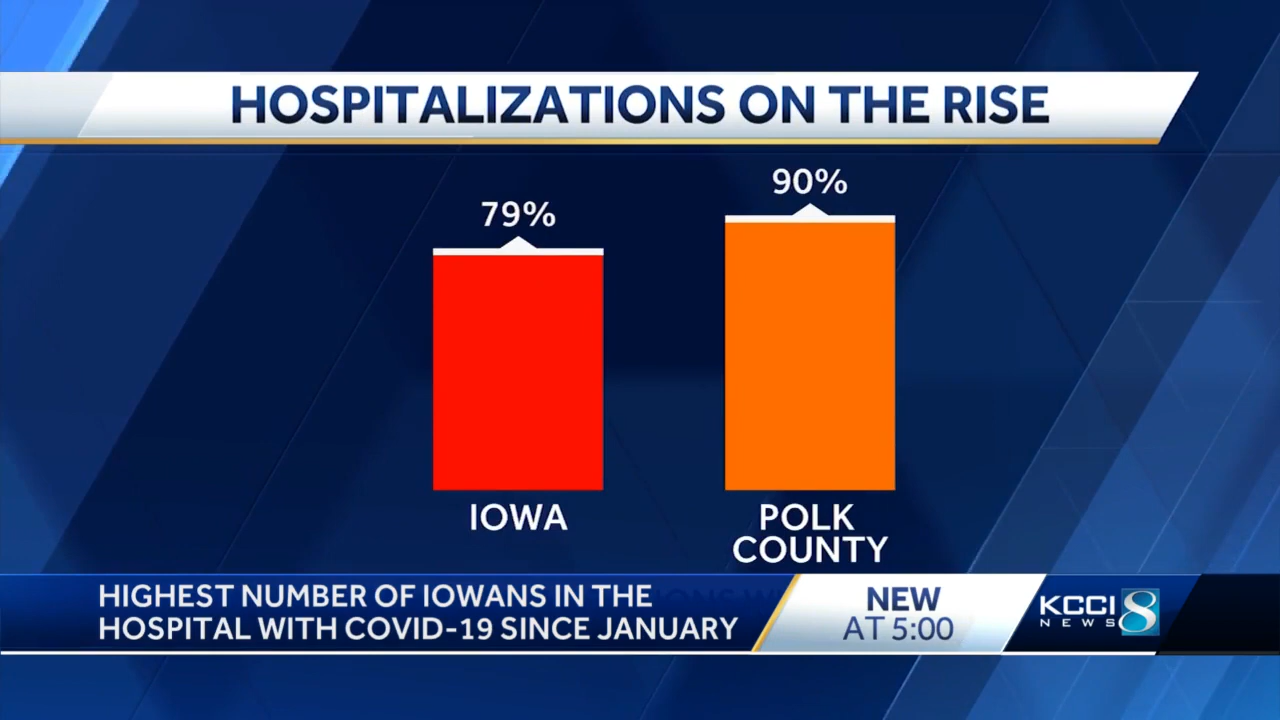 HOSPITALIZATIONS ON THE RISE
79%
90%
IOWA
POLK
COUNTY
HIGHEST NUMBER OF IOWANS IN THE
HOSPITAL WITH COVID-19 SINCE JANUARY
NEW
AT 5:00
KCCI 8
NEWS